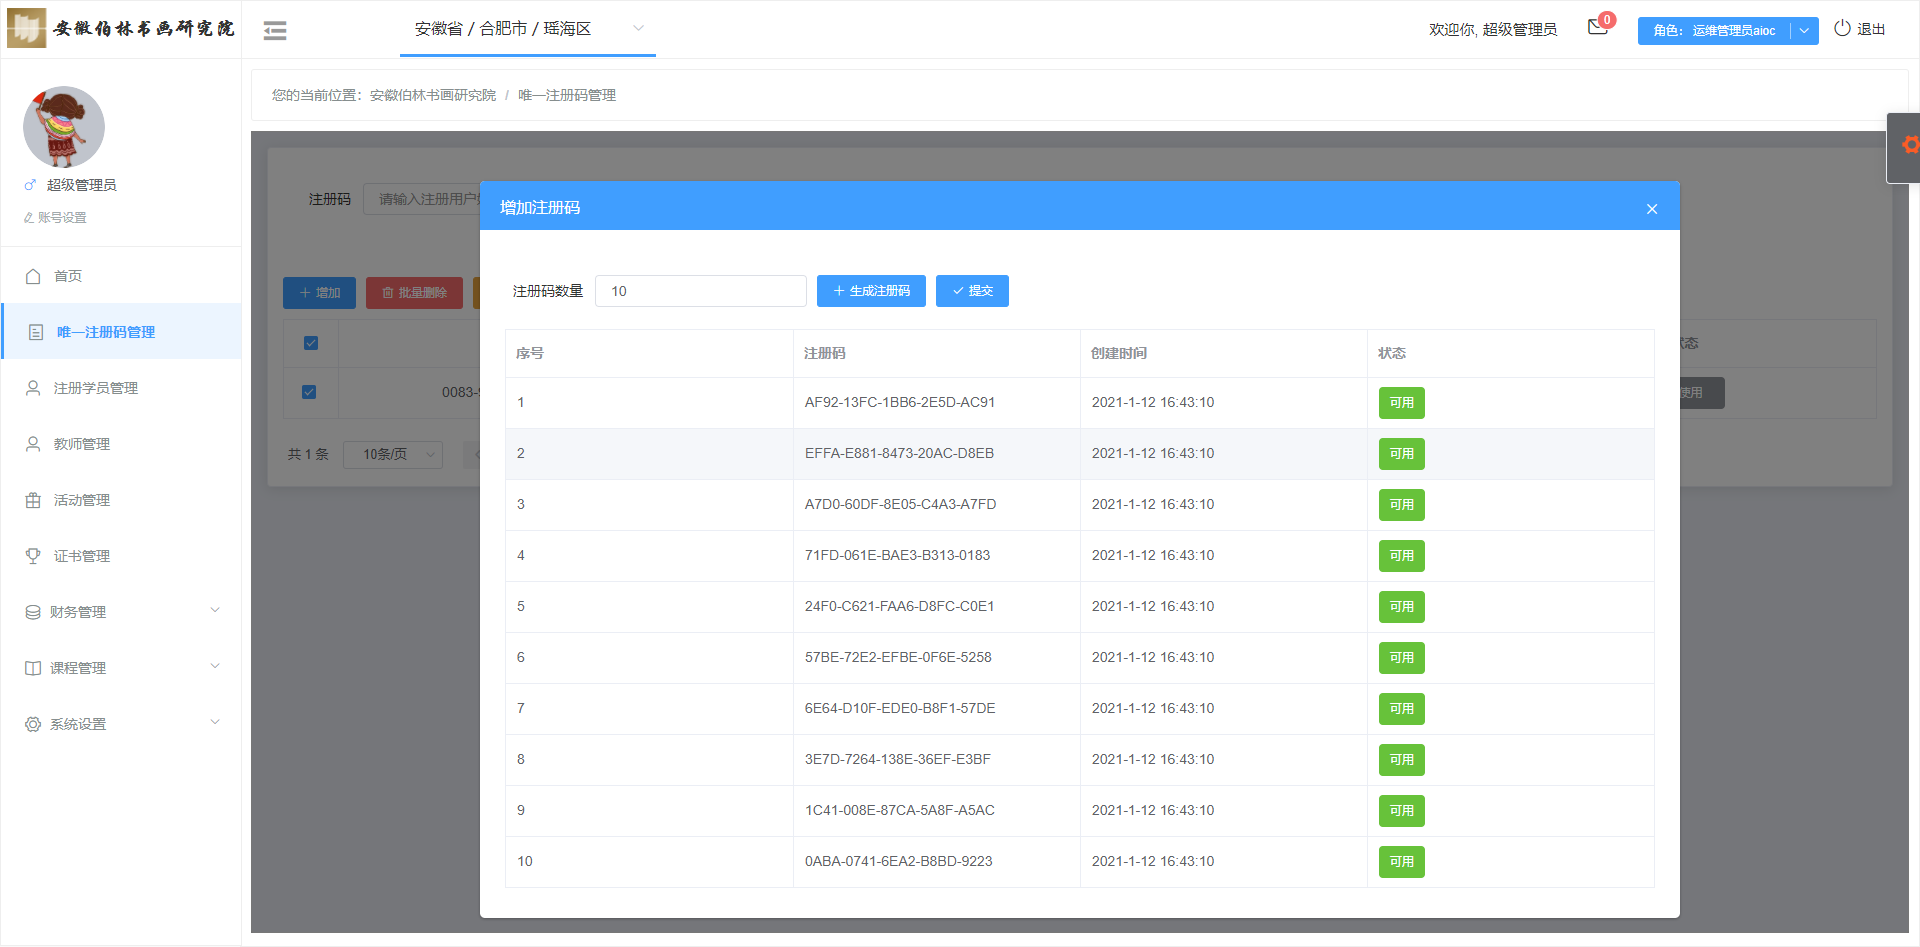 安徽伯林书画研究院
安徽省 / 合肥市 / 瑶海区
欢迎你, 超级管理员
0
角色： 运维管理员aioc
退出
超级管理员
账号设置
首页
唯一注册码管理
注册学员管理
教师管理
活动管理
证书管理
财务管理
课程管理
系统设置
您的当前位置： 安徽伯林书画研究院 / 唯一注册码管理
注册码 请输入注册用户
增加 批量删除
态
0083-
使用
共 1 条 10条/页
增加注册码
注册码数量 10 生成注册码 提交
序号 注册码 创建时间 状态
1 AF92-13FC-1BB6-2E5D-AC91 2021-1-12 16:43:10 可用
2 EFFA-E881-8473-20AC-D8EB 2021-1-12 16:43:10 可用
3 A7D0-60DF-8E05-C4A3-A7FD 2021-1-12 16:43:10 可用
4 71FD-061E-BAE3-B313-0183 2021-1-12 16:43:10 可用
5 24F0-C621-FAA6-D8FC-C0E1 2021-1-12 16:43:10 可用
6 57BE-72E2-EFBE-0F6E-5258 2021-1-12 16:43:10 可用
7 6E64-D10F-EDE0-B8F1-57DE 2021-1-12 16:43:10 可用
8 3E7D-7264-138E-36EF-E3BF 2021-1-12 16:43:10 可用
9 1C41-008E-87CA-5A8F-A5AC 2021-1-12 16:43:10 可用
10 0ABA-0741-6EA2-B8BD-9223 2021-1-12 16:43:10 可用